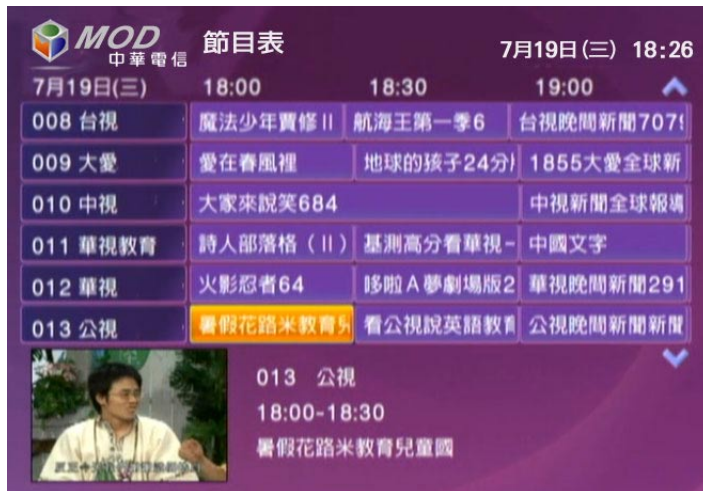 MOD
中華電信
節目表
7月19日(三) 18:26
7月19日(三) 18:00 18:30 19:00
008 台視 魔法少年賈修II 航海王第一季6 台視晚間新聞707
009 大愛 愛在春風裡 地球的孩子24分 1855大愛全球新
010 中視 大家來說笑684 中視新聞全球報
011 華視教育 詩人部落格(II) 基測高分看華視- 中國文字
012 華視 火影忍者64 哆啦A夢劇場版2 華視晚間新聞291
013 公視 暑假花路米教育 看公視說英語教 公視晚間新聞新聞
013 公視
18:00-18:30
暑假花路米教育兒童國